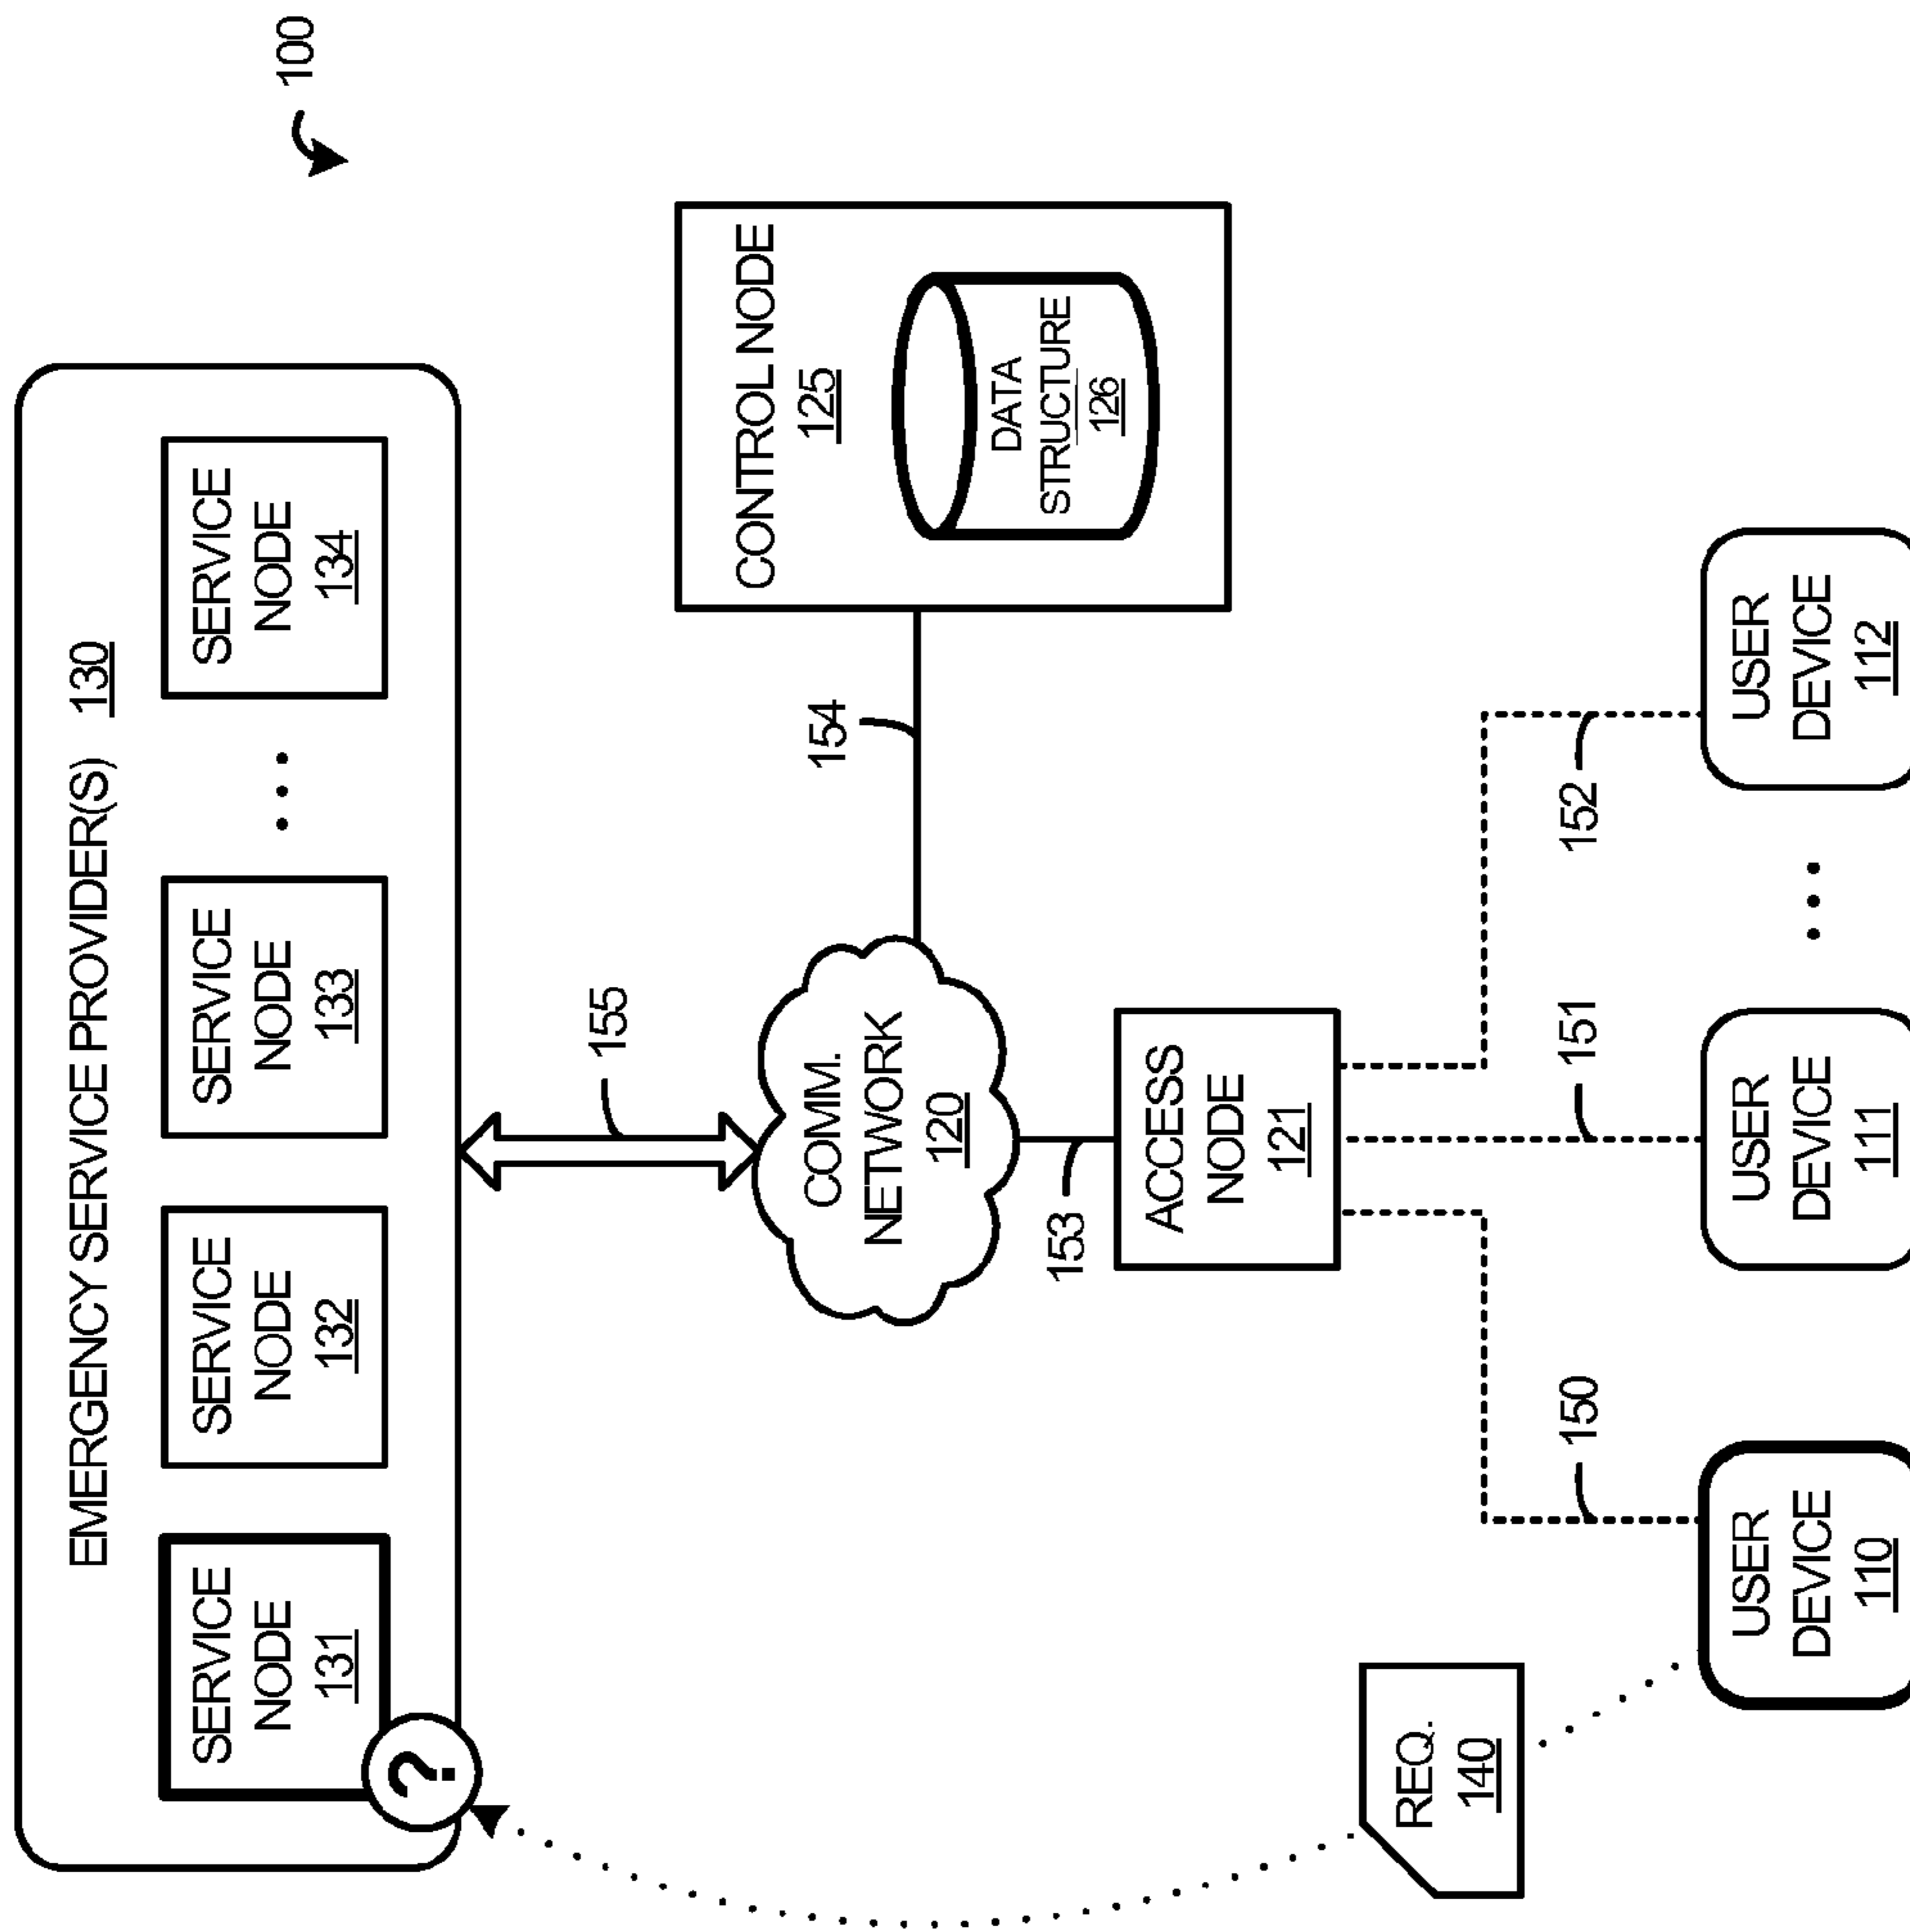 100
EMERGENCY SERVICE PROVIDER(S) 130
SERVICE
NODE
131
SERVICE
NODE
132
SERVICE
NODE
133
...
SERVICE
NODE
134
?
155
COMM.
NETWORK
120
154
CONTROL NODE
125
DATA
STRUCTURE
126
153
ACCESS
NODE
121
REQ.
140
150
151
152
USER
DEVICE
110
USER
DEVICE
111
...
USER
DEVICE
112